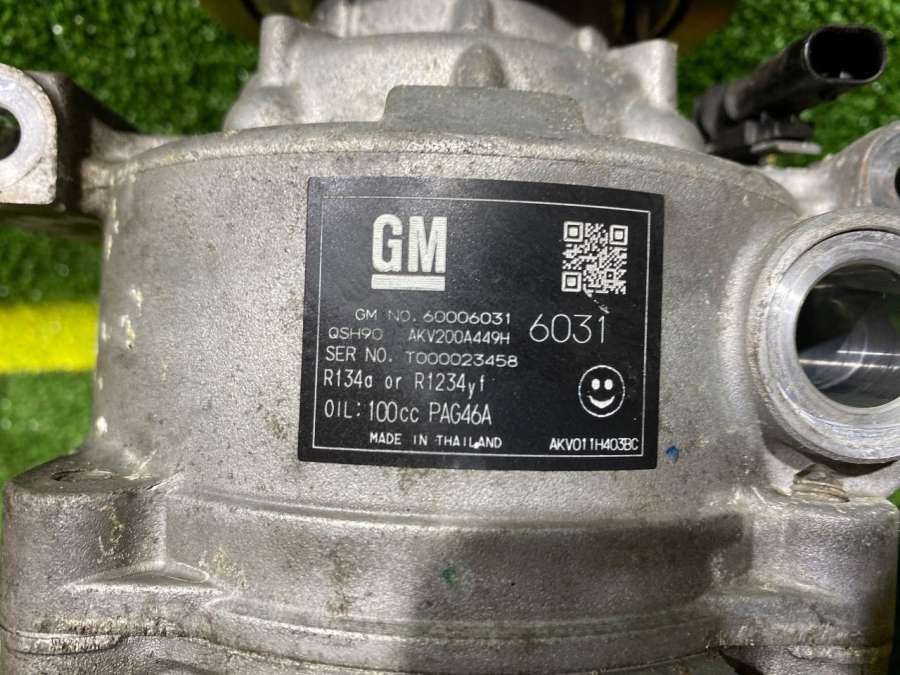 GM
GM NO. 60006031
6031
QSH90 AKV200A449H
SER NO. T000023458
R134a or R1234yf
OIL: 100cc PAG46A
MADE IN THAILAND
AKV011H403BC